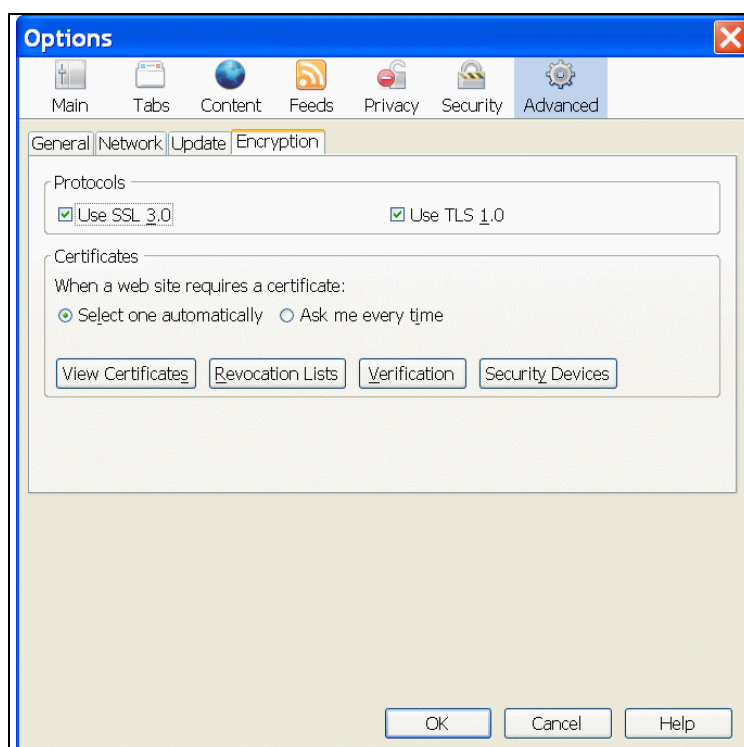 Options
Main Tabs Content Feeds Privacy Security Advanced
General Network Update Encryption
Protocols
Use SSL 3.0 Use TLS 1.0
Certificates
When a web site requires a certificate:
Select one automatically Ask me every time
View Certificates Revocation Lists Verification Security Devices
OK Cancel Help